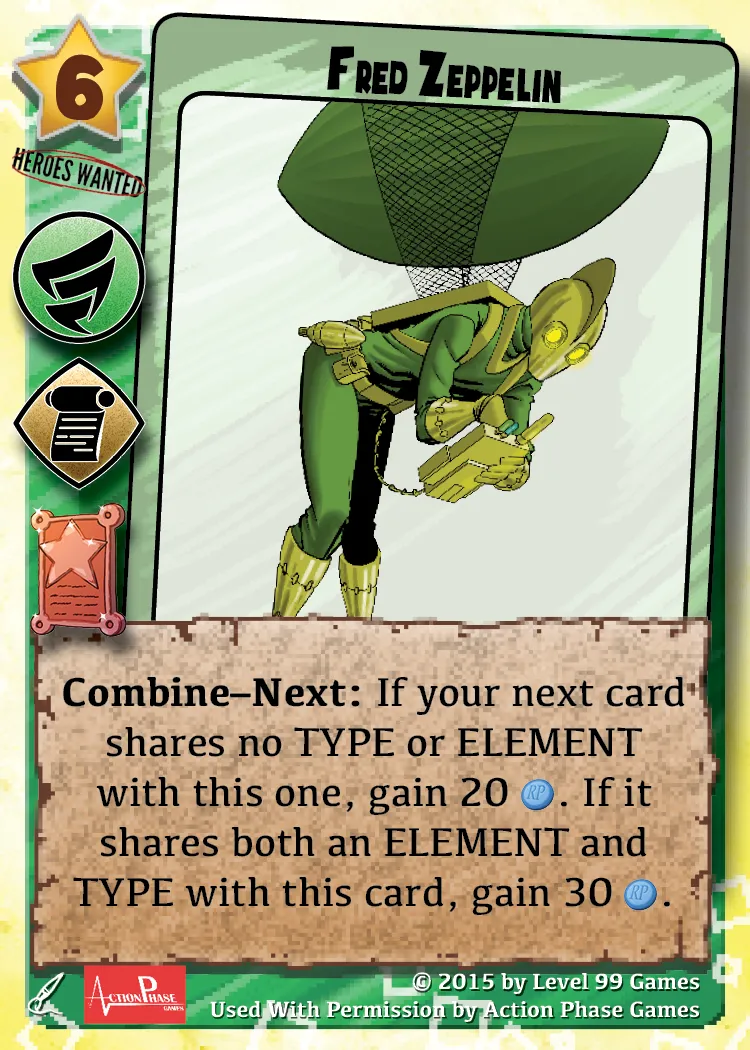 6
FRED ZEPPELIN
HEROES WANTED
Combine–Next: If your next card
shares no TYPE or ELEMENT
with this one, gain 20 RP. If it
shares both an ELEMENT and
TYPE with this card, gain 30 RP.
ACTIONPHASE
GAMES
© 2015 by Level 99 Games
Used With Permission by Action Phase Games